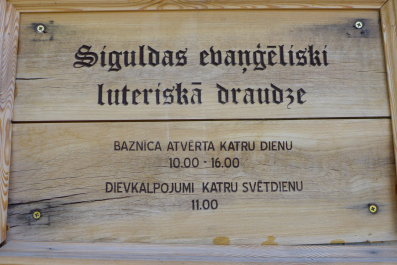 Siguldas evaņģēliski
luteriskā draudze
BAZNĪCA ATVĒRTA KATRU DIENU
10.00 - 16.00
DIEVKALPOJUMI KATRU SVĒTDIENU
11.00